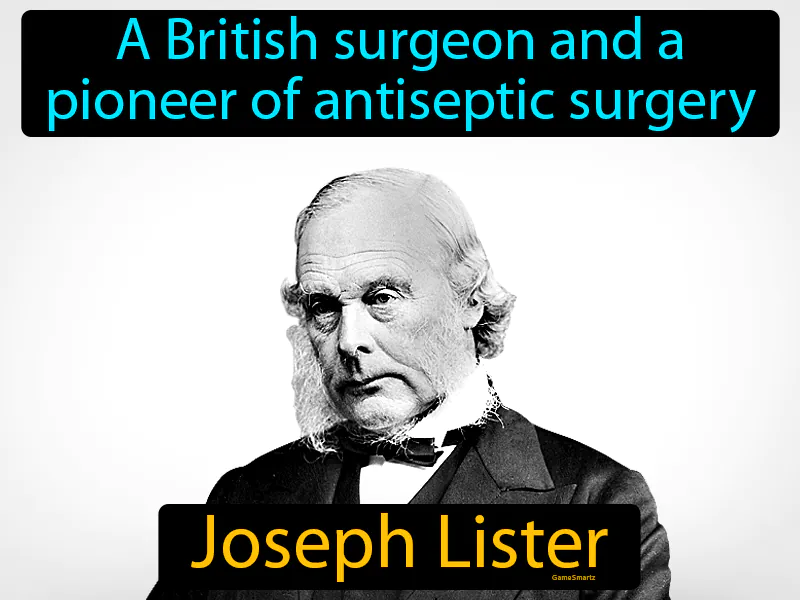 A British surgeon and a
pioneer of antiseptic surgery
Joseph Lister
GameSmartz